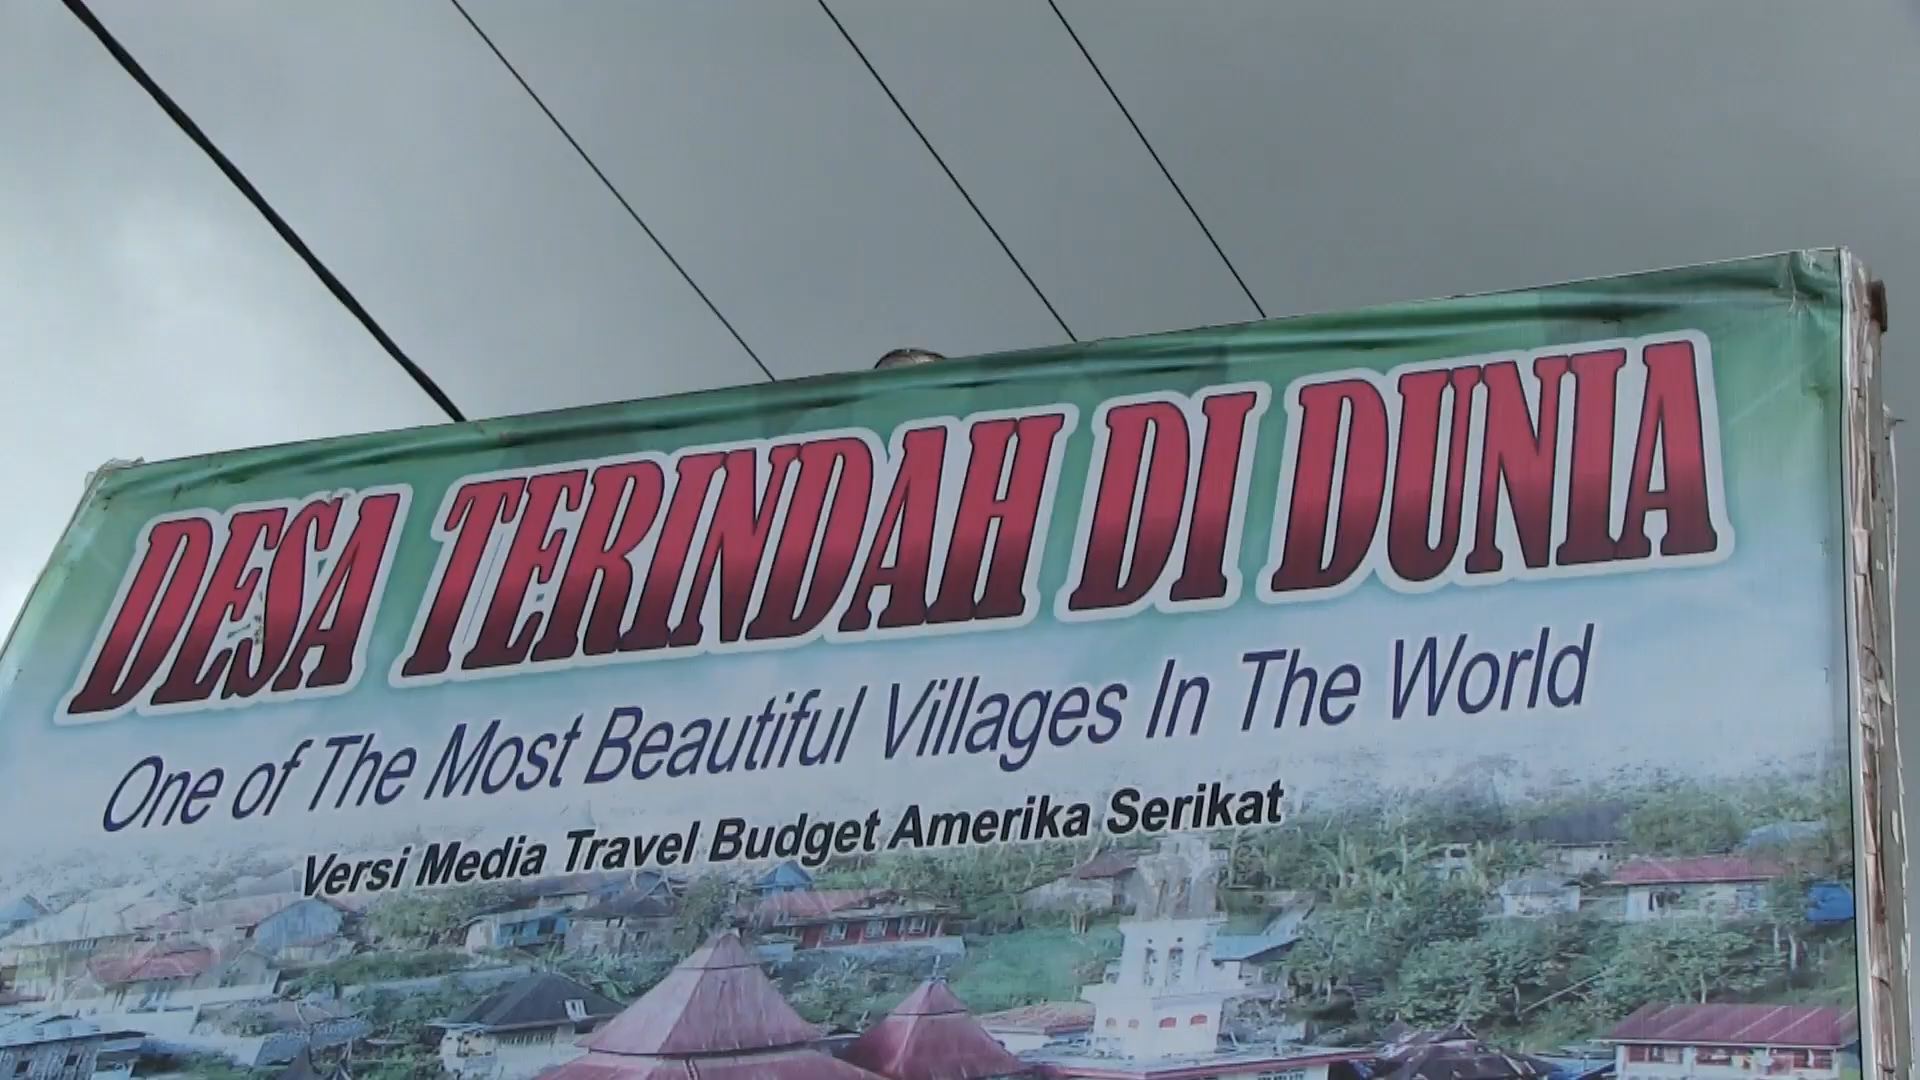 DESA TERINDAH DI DUNIA
One of The Most Beautiful Villages In The World
Versi Media Travel Budget Amerika Serikat